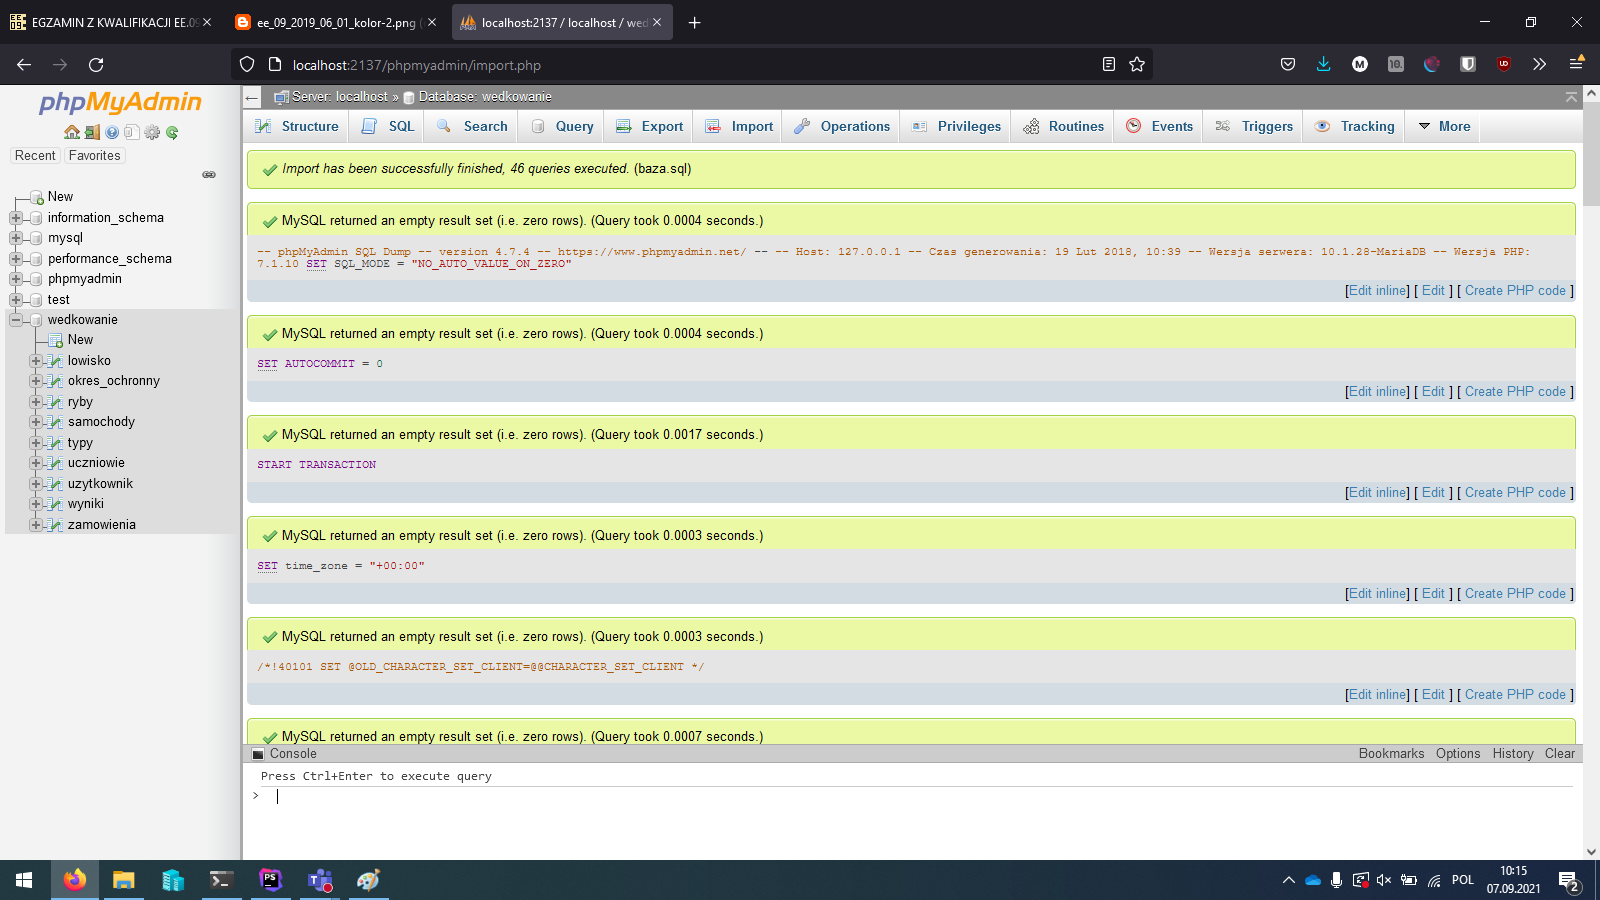 EGZAMIN Z KWALIFIKACJI EE.09
ee_09_2019_06_01_kolor-2.png
localhost:2137 / localhost / wed
localhost:2137/phpmyadmin/import.php
phpMyAdmin
Recent
Favorites
New
information_schema
mysql
performance_schema
phpmyadmin
test
wedkowanie
New
lowisko
okres_ochronny
ryby
samochody
typy
uczniowie
uzytkownik
wyniki
zamowienia
Server: localhost » Database: wedkowanie
Structure SQL Search Query Export Import Operations Privileges Routines Events Triggers Tracking More
Import has been successfully finished, 46 queries executed. (baza.sql)
MySQL returned an empty result set (i.e. zero rows). (Query took 0.0004 seconds.)
-- phpMyAdmin SQL Dump -- version 4.7.4 -- https://www.phpmyadmin.net/ -- -- Host: 127.0.0.1 -- Czas generowania: 19 Lut 2018, 10:39 -- Wersja serwera: 10.1.28-MariaDB -- Wersja PHP:
7.1.10 SET SQL_MODE = "NO_AUTO_VALUE_ON_ZERO"
[Edit inline] [ Edit ] [ Create PHP code ]
MySQL returned an empty result set (i.e. zero rows). (Query took 0.0004 seconds.)
SET AUTOCOMMIT = 0
[Edit inline] [ Edit ] [ Create PHP code ]
MySQL returned an empty result set (i.e. zero rows). (Query took 0.0017 seconds.)
START TRANSACTION
[Edit inline] [ Edit ] [ Create PHP code ]
MySQL returned an empty result set (i.e. zero rows). (Query took 0.0003 seconds.)
SET time_zone = "+00:00"
[Edit inline] [ Edit ] [ Create PHP code ]
MySQL returned an empty result set (i.e. zero rows). (Query took 0.0003 seconds.)
/*!40101 SET @OLD_CHARACTER_SET_CLIENT=@@CHARACTER_SET_CLIENT */
[Edit inline] [ Edit ] [ Create PHP code ]
MySQL returned an empty result set (i.e. zero rows). (Query took 0.0007 seconds.)
Console
Bookmarks Options History Clear
Press Ctrl+Enter to execute query
>
POL
10:15
07.09.2021
2